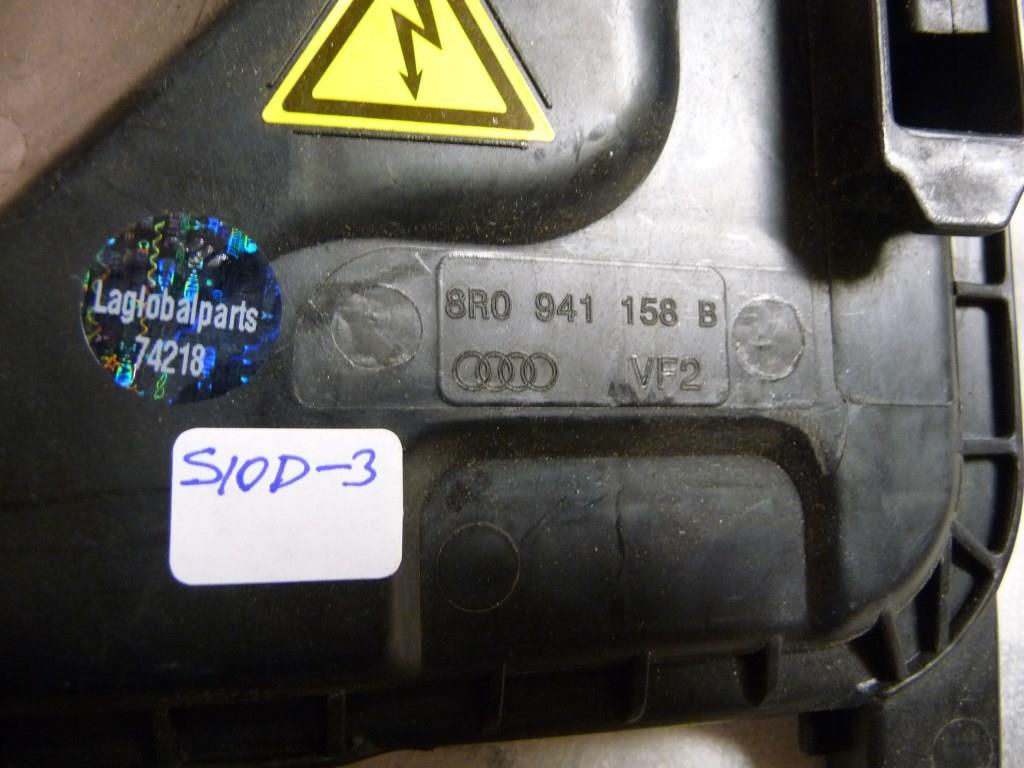 Laglobalparts
74218
8R0 941 158 B
VF2
S10D-3